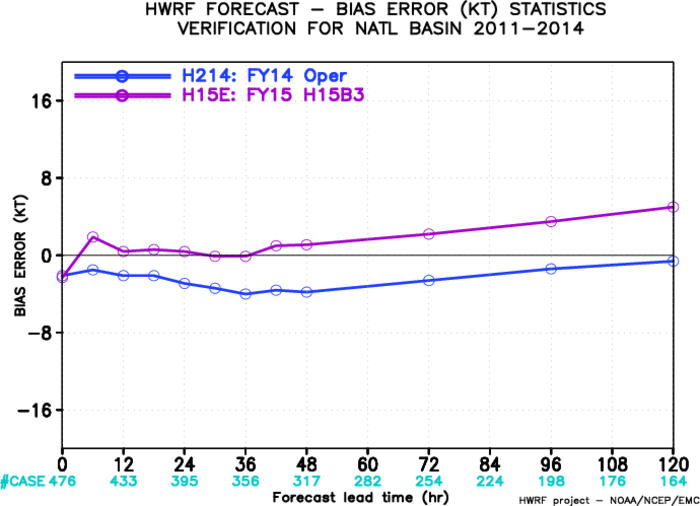 HWRF FORECAST – BIAS ERROR (KT) STATISTICS
VERIFICATION FOR NATL BASIN 2011–2014
H214: FY14 Oper
H15E: FY15 H15B3
16
8
0
−8
−16
BIAS ERROR (KT)
0 12 24 36 48 60 72 84 96 108 120
#CASE 476 433 395 356 317 282 254 224 198 176 164
Forecast lead time (hr)
HWRF project – NOAA/NCEP/EMC